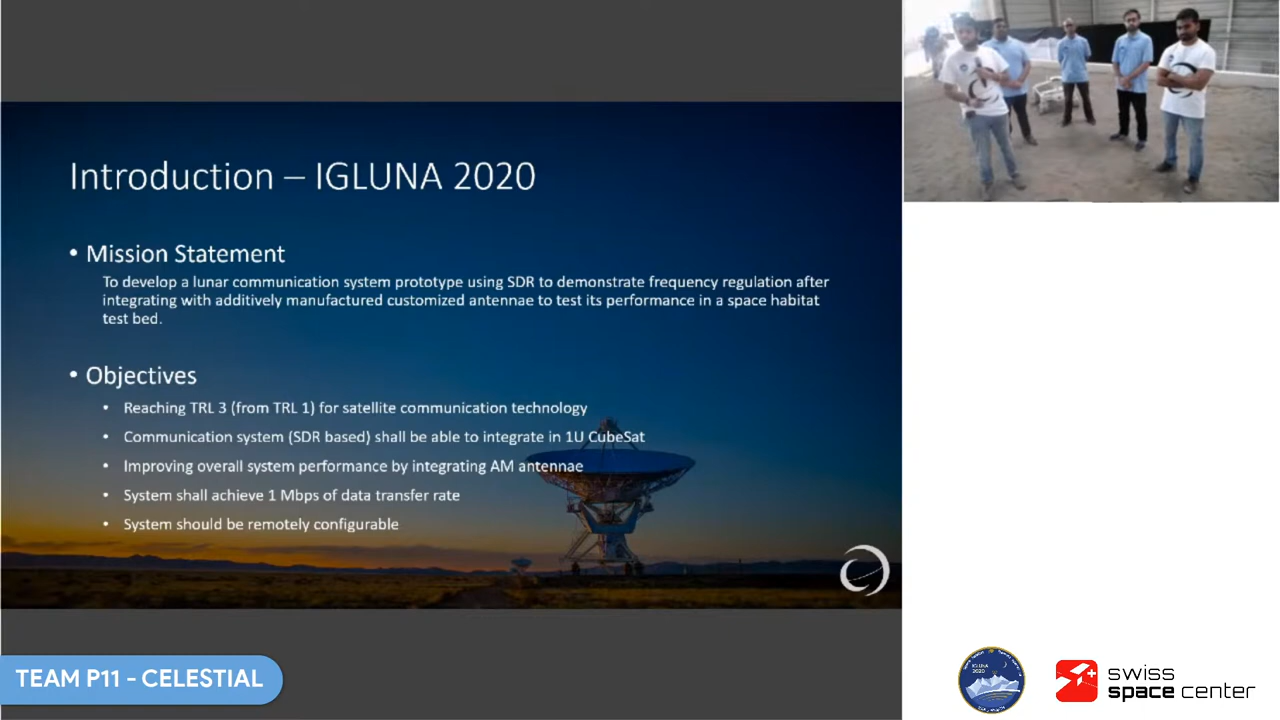 Introduction – IGLUNA 2020
• Mission Statement
To develop a lunar communication system prototype using SDR to demonstrate frequency regulation after
integrating with additively manufactured customized antennae to test its performance in a space habitat
test bed.
• Objectives
• Reaching TRL 3 (from TRL 1) for satellite communication technology
• Communication system (SDR based) shall be able to integrate in 1U CubeSat
• Improving overall system performance by integrating AM antennae
• System shall achieve 1 Mbps of data transfer rate
• System should be remotely configurable
TEAM P11 - CELESTIAL
IGLUNA
2020
swiss
space center